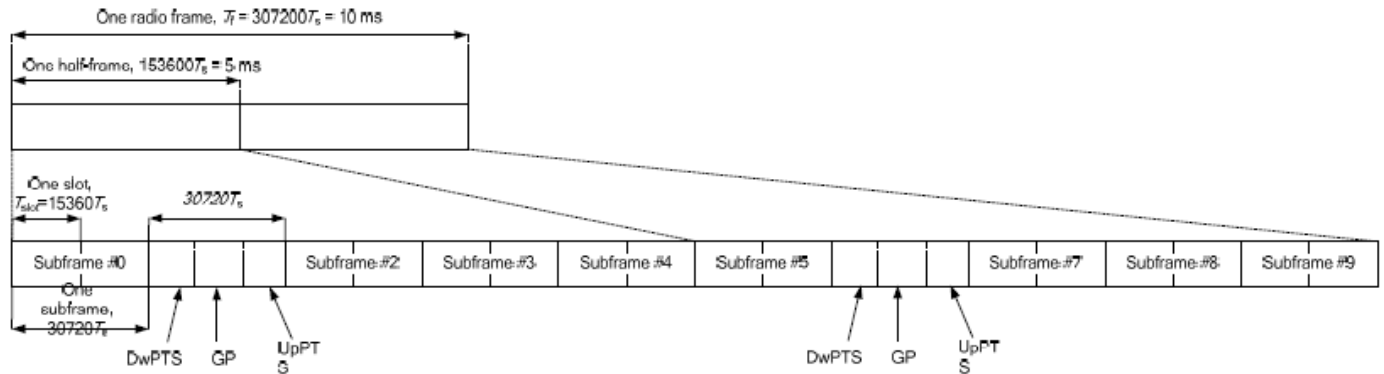 One radio frame, Tf = 307200Ts = 10 ms
One half-frame, 153600Ts = 5 ms
One slot,
Tslot=15360Ts
30720Ts
Subframe #0
Subframe #2
Subframe #3
Subframe #4
Subframe #5
Subframe #7
Subframe #8
Subframe #9
One
subframe,
30720Ts
DwPTS
GP
UpPT
S
DwPTS
GP
UpPT
S